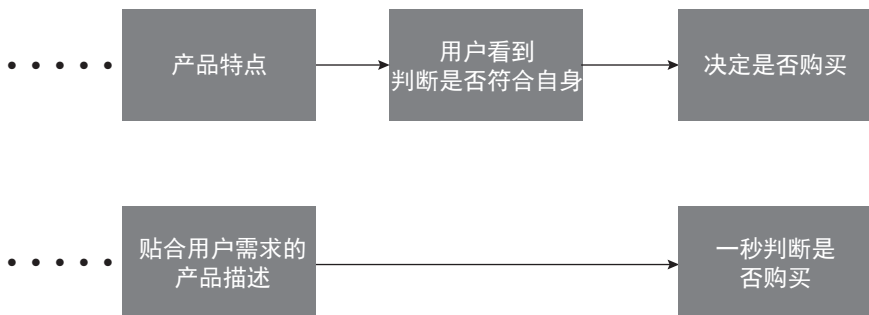 产品特点
用户看到
判断是否符合自身
决定是否购买
贴合用户需求的
产品描述
一秒判断是
否购买